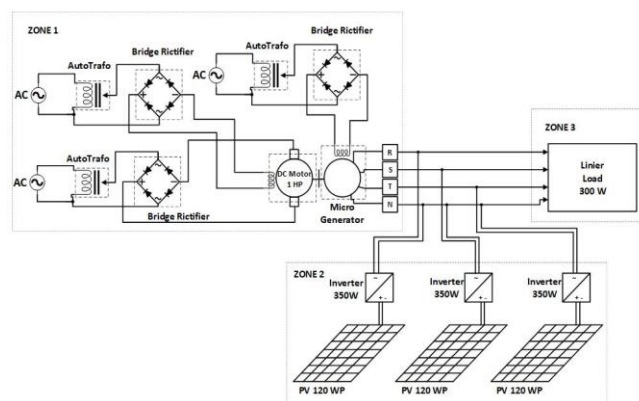 ZONE 1
Bridge Rictifier
AutoTrafo
AC
Bridge Rictifier
AutoTrafo
AC
AutoTrafo
AC
Bridge Rictifier
DC Motor
1 HP
Micro
Generator
R
S
T
N
ZONE 3
Linier
Load
300 W
ZONE 2
Inverter
350W
Inverter
350W
Inverter
350W
PV 120 WP
PV 120 WP
PV 120 WP